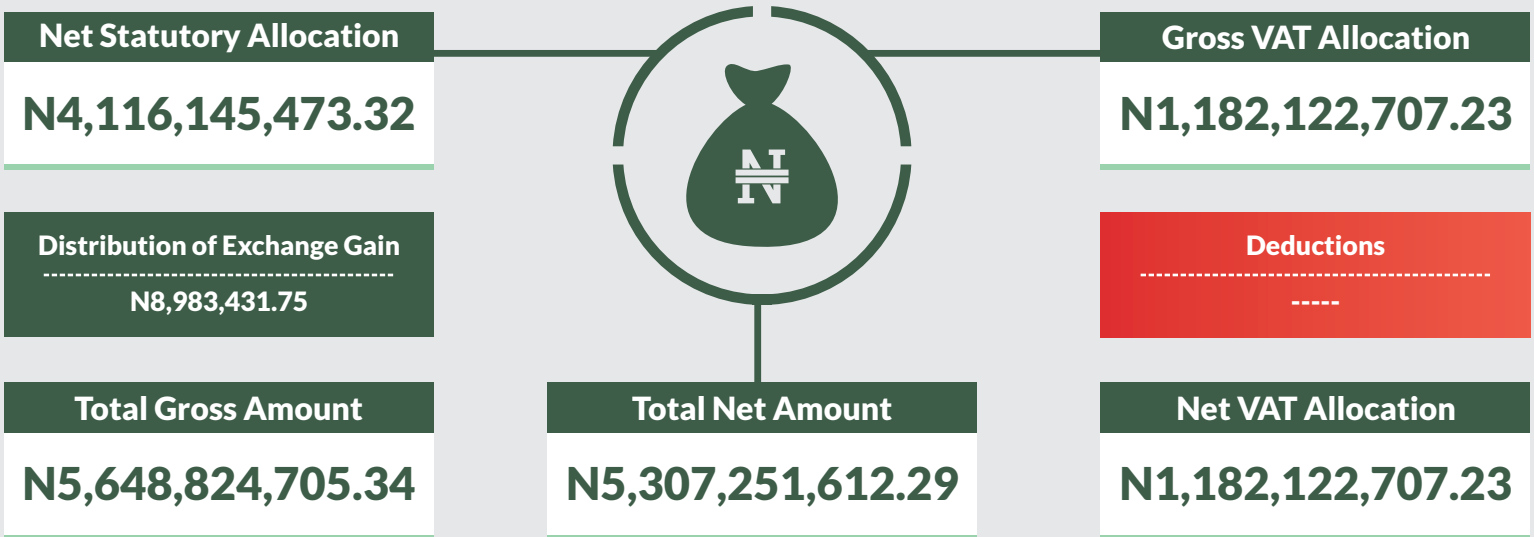 Net Statutory Allocation
N4,116,145,473.32
Gross VAT Allocation
N1,182,122,707.23
₦
Distribution of Exchange Gain
--------------------------------------------
N8,983,431.75
Deductions
--------------------------------------------
-----
Total Gross Amount
N5,648,824,705.34
Total Net Amount
N5,307,251,612.29
Net VAT Allocation
N1,182,122,707.23